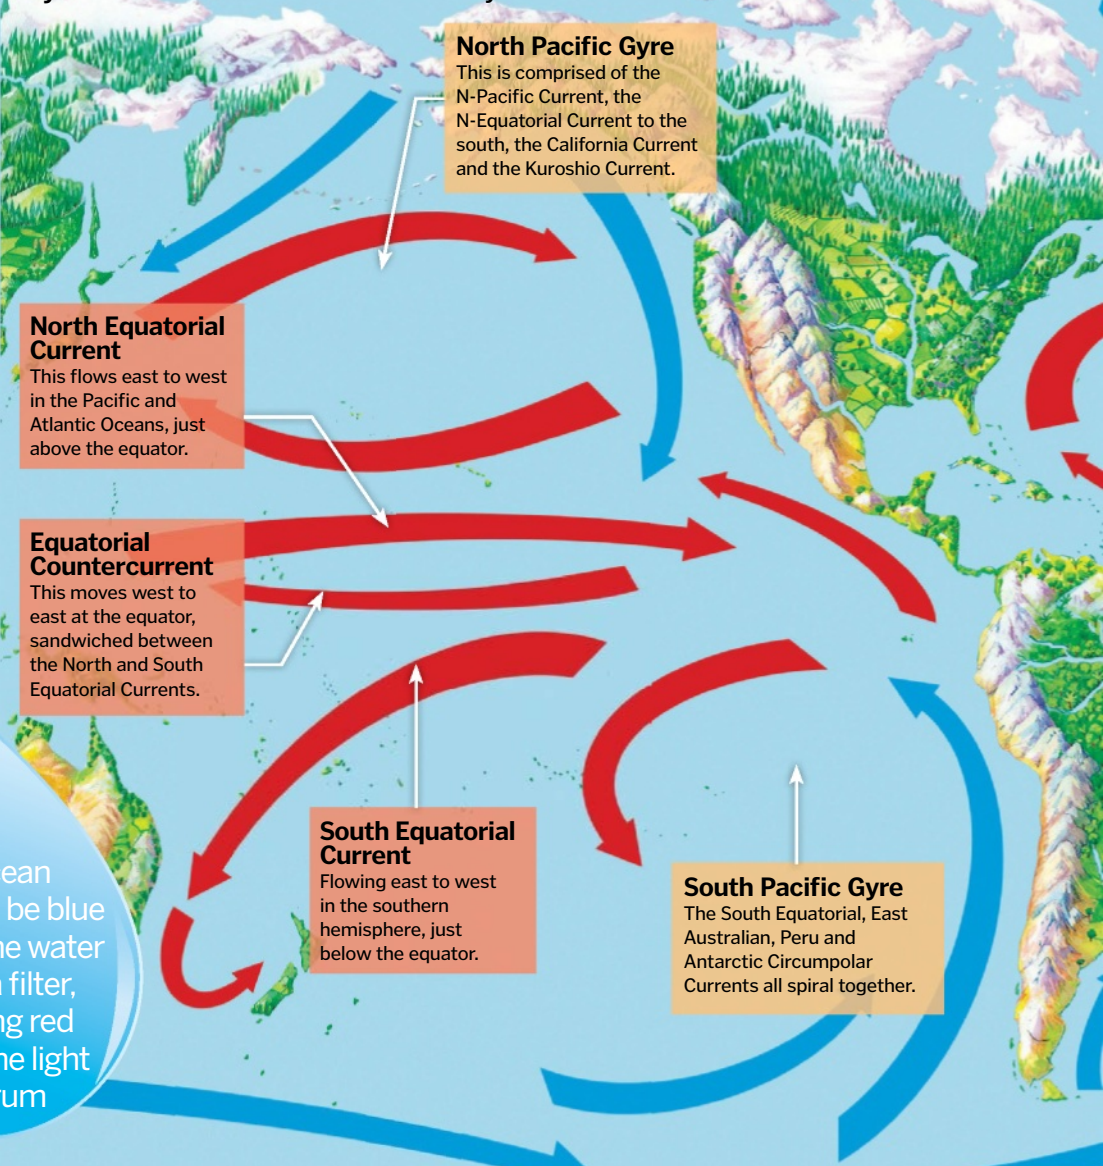 North Pacific Gyre
This is comprised of the
N-Pacific Current, the
N-Equatorial Current to the
south, the California Current
and the Kuroshio Current.
North Equatorial
Current
This flows east to west
in the Pacific and
Atlantic Oceans, just
above the equator.
Equatorial
Countercurrent
This moves west to
east at the equator,
sandwiched between
the North and South
Equatorial Currents.
South Equatorial
Current
Flowing east to west
in the southern
hemisphere, just
below the equator.
South Pacific Gyre
The South Equatorial, East
Australian, Peru and
Antarctic Circumpolar
Currents all spiral together.
ean
be blue
ne water
filter,
ng red
ne light
rum